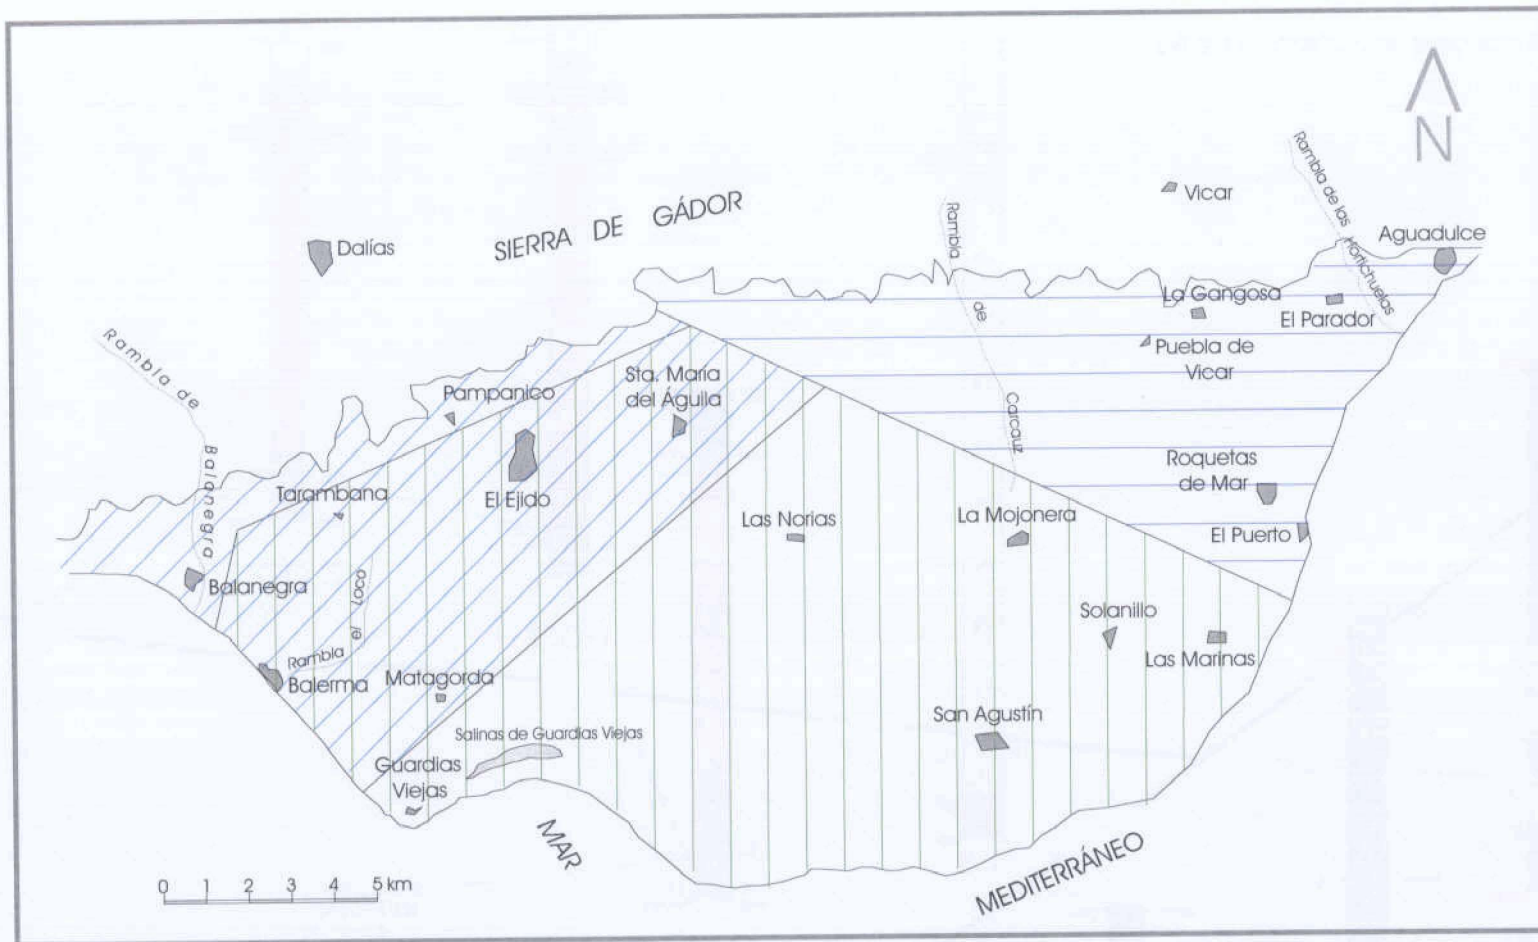 N
Vicar
Rambla de las Hortichuelas
Aguadulce
SIERRA DE GÁDOR
Dalías
Rambla
de
Carcauz
La Gangosa
El Parador
Puebla de
Vicar
Rambla de
Balanegra
Sta. María
del Águila
Pampanico
Tarambana
El Ejido
Roquetas
de Mar
Las Norias
La Mojonera
El Puerto
Balanegra
Rambla el Loco
Solanillo
Balerma
Matagorda
Las Marinas
San Agustín
Salinas de Guardias Viejas
Guardias
Viejas
MAR
MEDITERRÁNEO
0 1 2 3 4 5 km